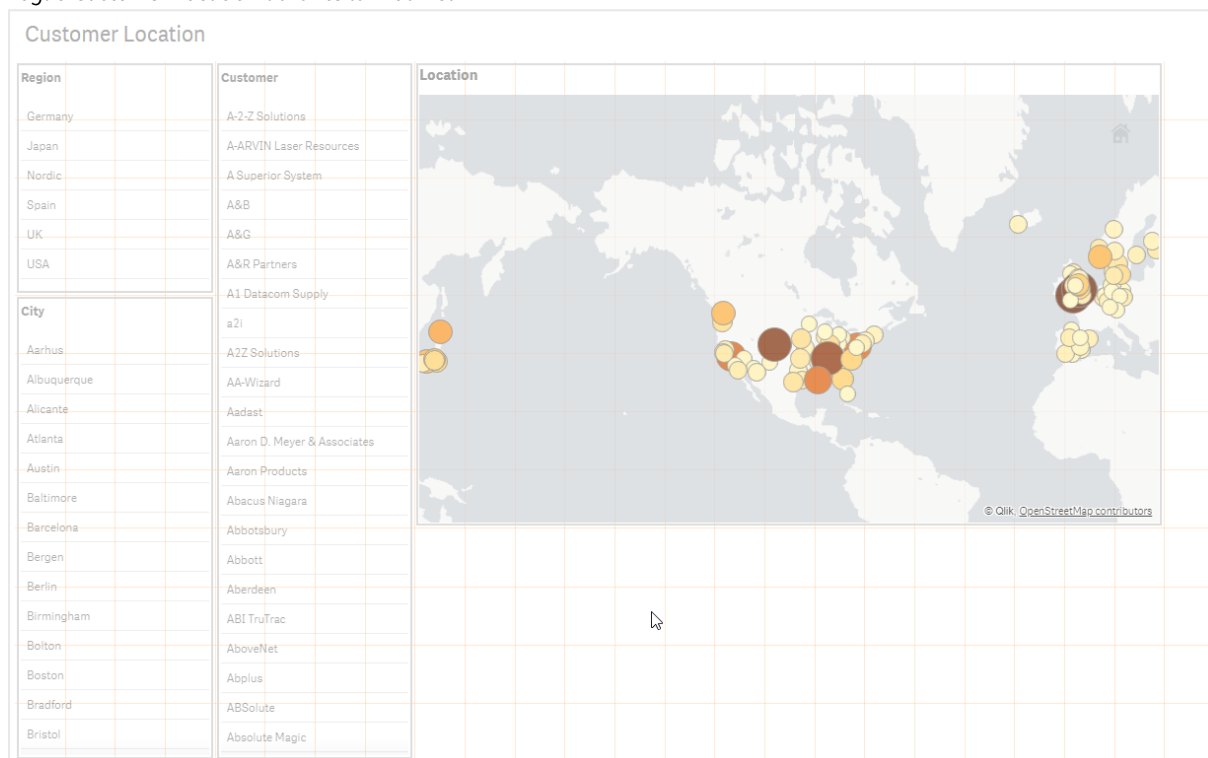 Customer Location
Region
Germany
Japan
Nordic
Spain
UK
USA
City
Aarhus
Albuquerque
Alicante
Atlanta
Austin
Baltimore
Barcelona
Bergen
Berlin
Birmingham
Bolton
Boston
Bradford
Bristol
Customer
A-2-Z Solutions
A-ARVIN Laser Resources
A Superior System
A&B
A&G
A&R Partners
A1 Datacom Supply
a2i
A2Z Solutions
AA-Wizard
Aadast
Aaron D. Meyer & Associates
Aaron Products
Abacus Niagara
Abbotsbury
Abbott
Aberdeen
ABI TruTrac
AboveNet
Abplus
ABSolute
Absolute Magic
Location
© Qlik, OpenStreetMap contributors